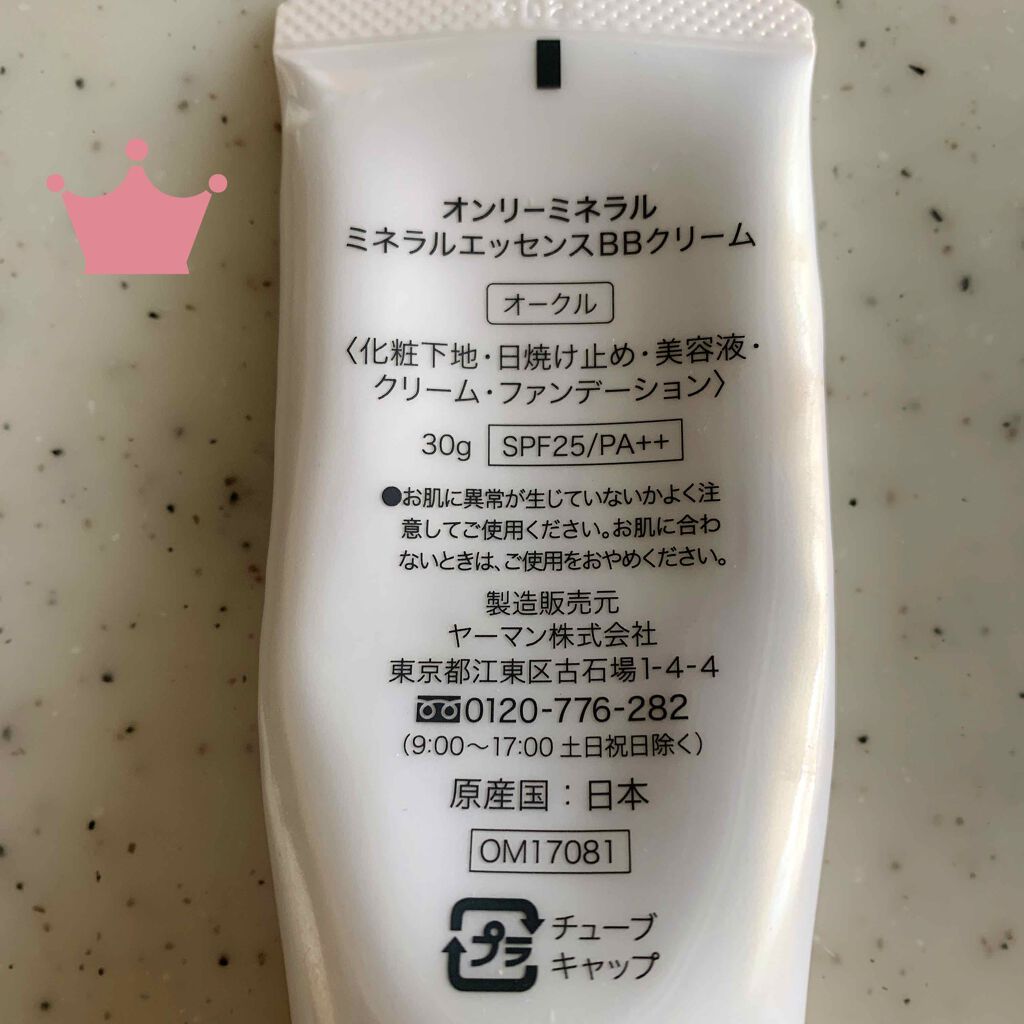 オンリーミネラル
ミネラルエッセンスBBクリーム
オークル
〈化粧下地・日焼け止め・美容液・
クリーム・ファンデーション〉
30g SPF25/PA++
●お肌に異常が生じていないかよく注
意してご使用ください。お肌に合わ
ないときは、ご使用をおやめください。
製造販売元
ヤーマン株式会社
東京都江東区古石場1-4-4
0120-776-282
（9:00～17:00 土日祝日除く）
原産国：日本
OM17081
プラ
チューブ
キャップ